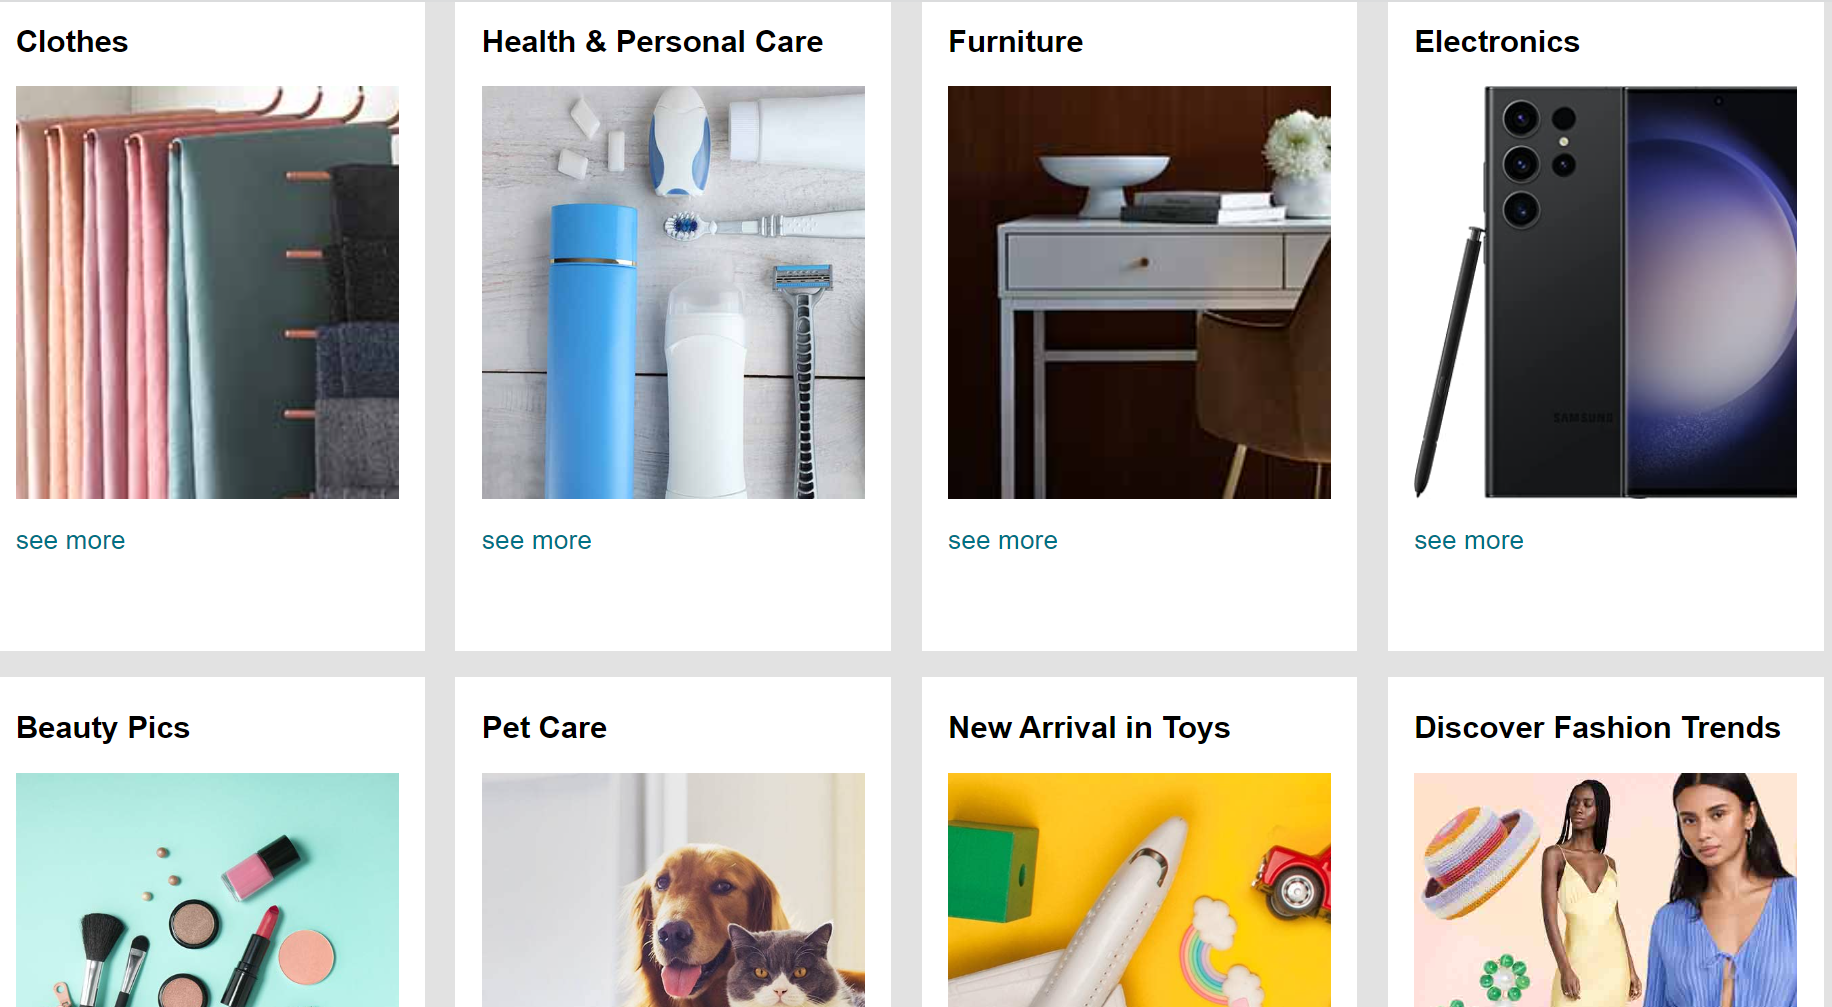 Clothes
Health & Personal Care
Furniture
Electronics
SAMSUNG
see more
see more
see more
see more
Beauty Pics
Pet Care
New Arrival in Toys
Discover Fashion Trends